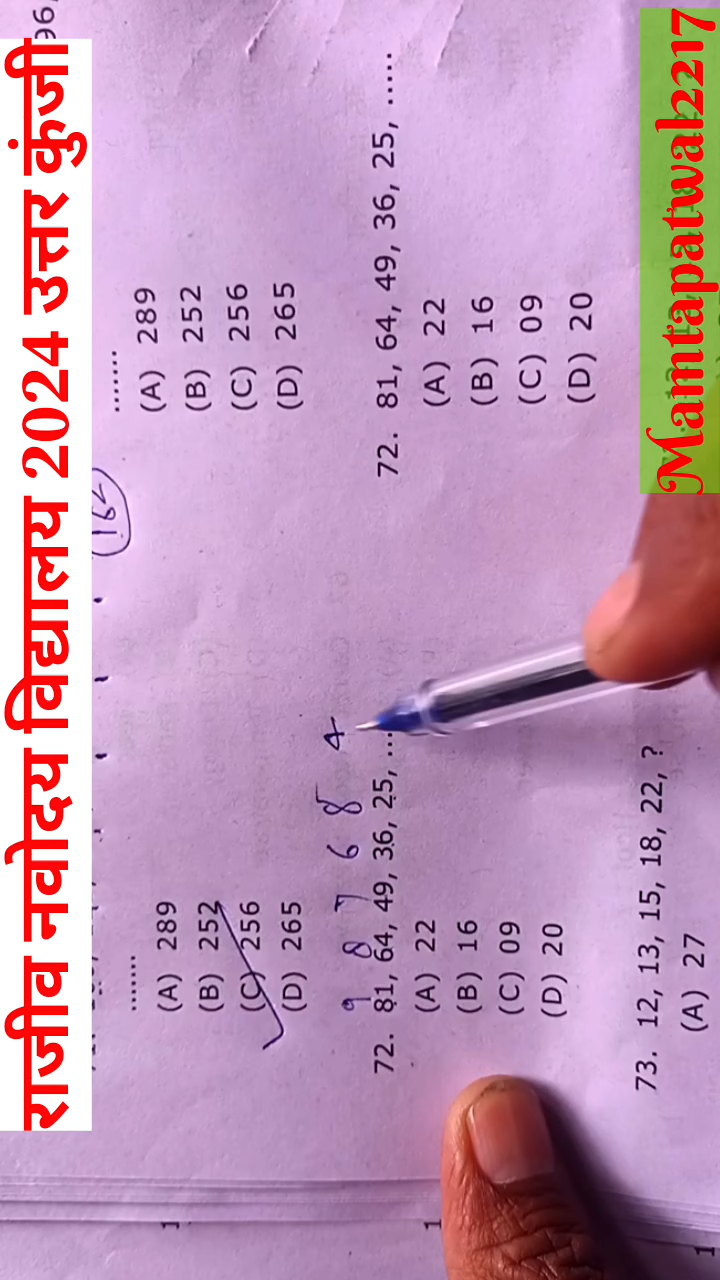 राजीव नवोदय विद्यालय 2024 उत्तर कुंजी
.......
(A) 289
(B) 252
(C) 256
(D) 265
9 8 7 6 8 4
72. 81, 64, 49, 36, 25, ...
(A) 22
(B) 16
(C) 09
(D) 20
73. 12, 13, 15, 18, 22, ?
(A) 27
96,
.......
(A) 289
(B) 252
(C) 256
(D) 265
72. 81, 64, 49, 36, 25, .....
(A) 22
(B) 16
(C) 09
(D) 20
Mamtapatwal2217